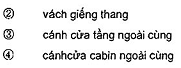 ② vách giếng thang
③ cánh cửa tầng ngoài cùng
④ cánhcửa cabin ngoài cùng